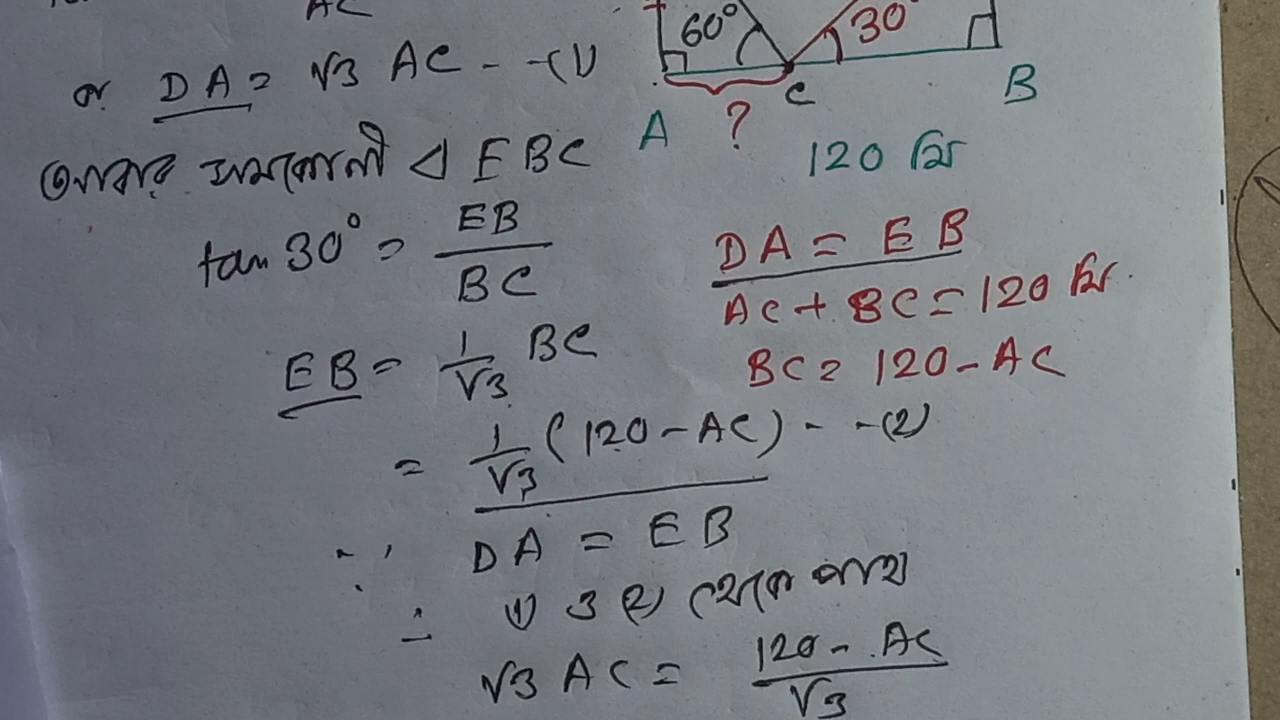 AC
60° 30°
বা DA = √3 AC - -(1)
A ? C B
120 মি
আবার সমকোণী Δ EBC
tan 30° = EB / BC
DA = EB
AC + BC = 120 মি.
EB = 1/√3 BC
BC = 120 - AC
= 1/√3 (120 - AC) - -(2)
∵ DA = EB
∴ (1) ও (2) থেকে পাই
√3 AC = 120 - AC / √3